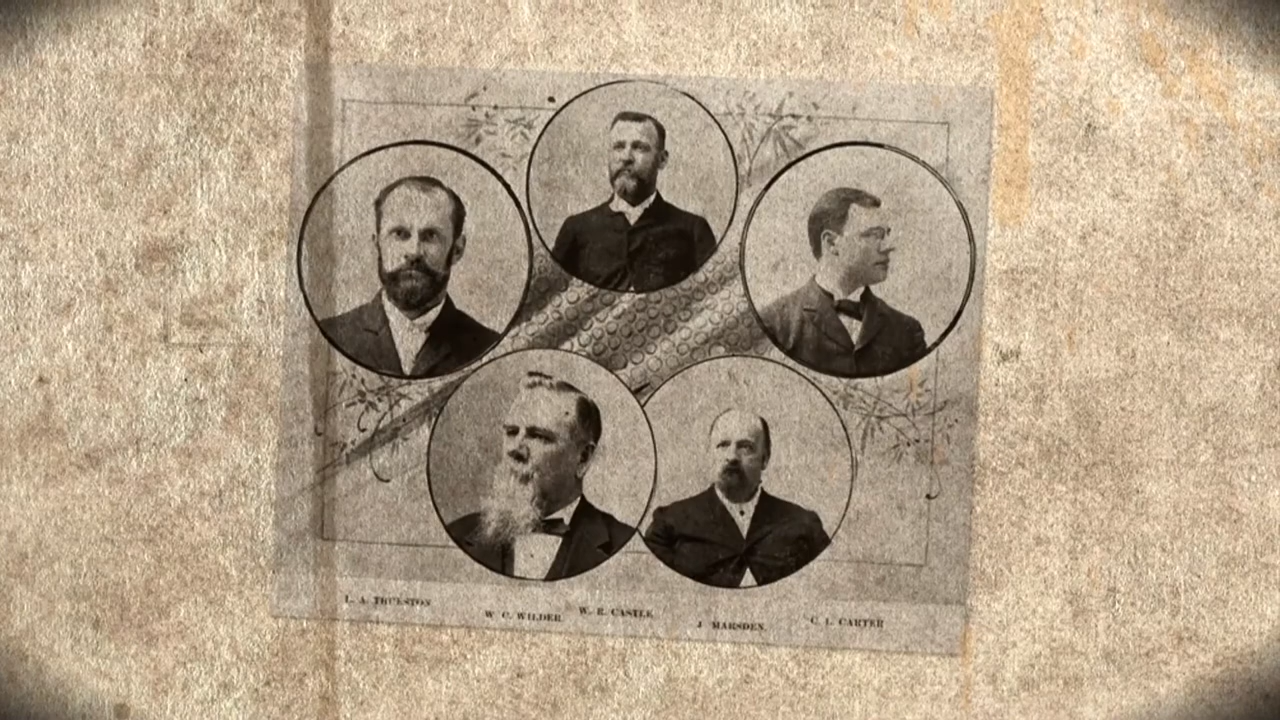 L. A. THURSTON
W. C. WILDER.
W. R. CASTLE
J. MARSDEN.
C. L. CARTER